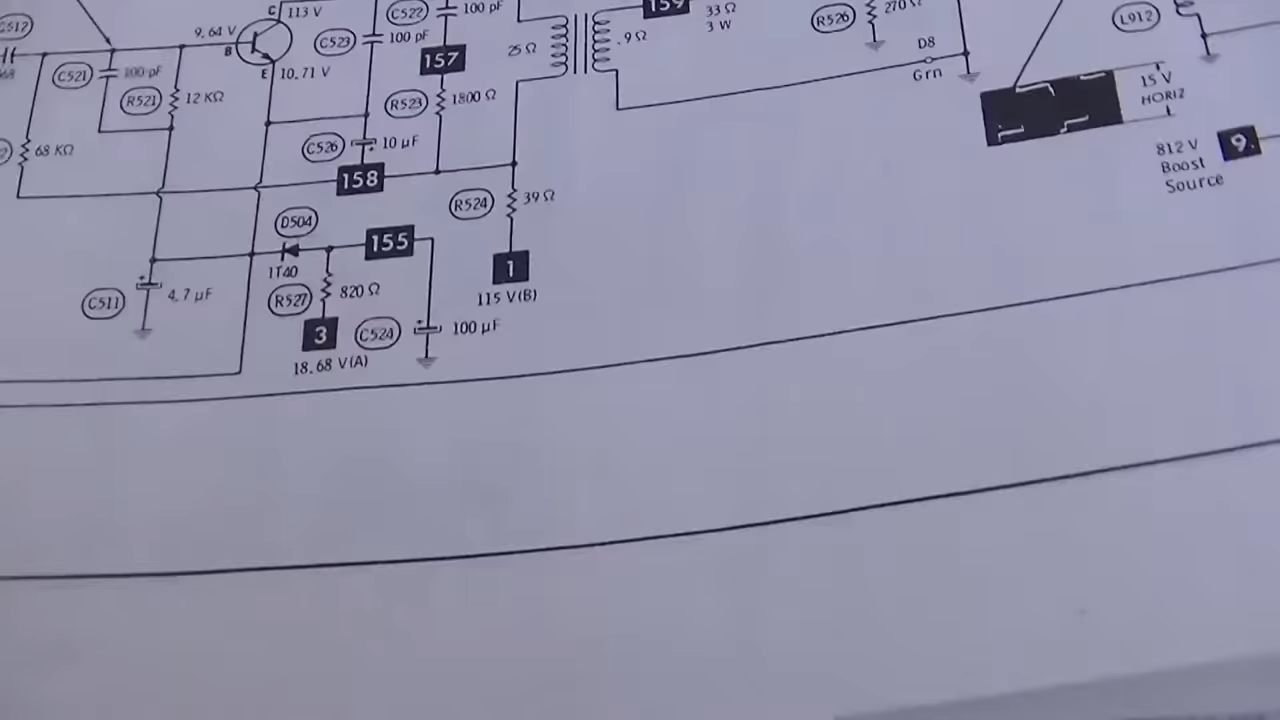 C517
C521
100 pF
R521
12 KΩ
68 KΩ
9.64 V
B
C
113 V
E
10.71 V
C523
100 pF
C522
100 pF
157
R523
1800 Ω
C526
10 μF
158
25 Ω
.9 Ω
159
33 Ω
3 W
R526
270 Ω
D8
Grn
L912
15 V
HORIZ
812 V
Boost
Source
9.
R524
39 Ω
1
115 V(B)
D504
1T40
155
R527
820 Ω
3
18.68 V(A)
C524
100 μF
C511
4.7 μF